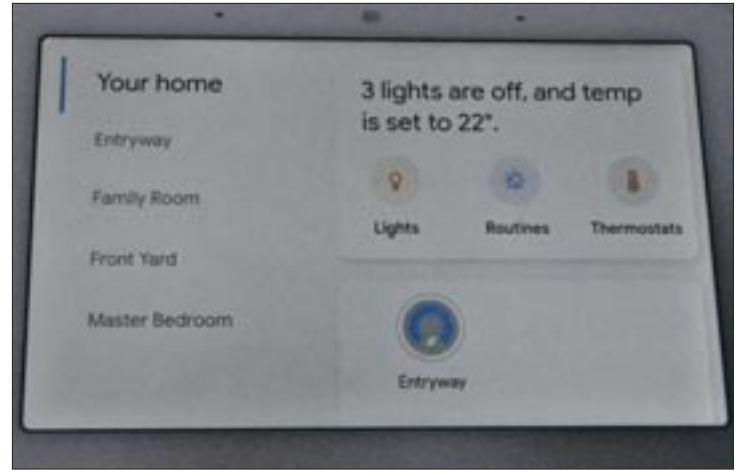 Your home
Entryway
Family Room
Front Yard
Master Bedroom
3 lights are off, and temp
is set to 22°.
Lights
Routines
Thermostats
Entryway